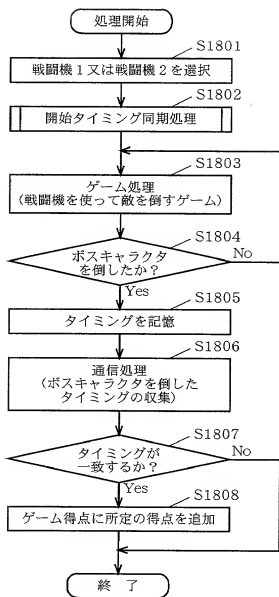 処理開始
S1801
戦闘機1又は戦闘機2を選択
S1802
開始タイミング同期処理
S1803
ゲーム処理
(戦闘機を使って敵を倒すゲーム)
S1804
ボスキャラクタ
を倒したか?
No
Yes
S1805
タイミングを記憶
S1806
通信処理
(ボスキャラクタを倒した
タイミングの収集)
S1807
タイミングが
一致するか?
No
Yes
S1808
ゲーム得点に所定の得点を追加
終了